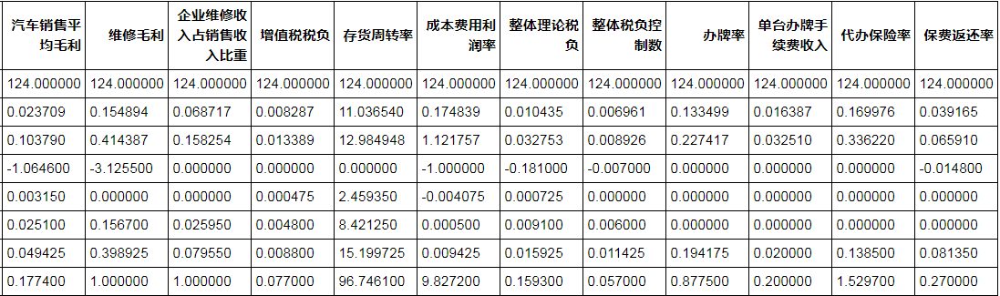 汽车销售平均毛利 维修毛利 企业维修收入占销售收入比重 增值税税负 存货周转率 成本费用利润率 整体理论税负 整体税负控制数 办牌率 单台办牌手续费收入 代办保险率 保费返还率
124.000000 124.000000 124.000000 124.000000 124.000000 124.000000 124.000000 124.000000 124.000000 124.000000 124.000000 124.000000
0.023709 0.154894 0.068717 0.008287 11.036540 0.174839 0.010435 0.006961 0.133499 0.016387 0.169976 0.039165
0.103790 0.414387 0.158254 0.013389 12.984948 1.121757 0.032753 0.008926 0.227417 0.032510 0.336220 0.065910
-1.064600 -3.125500 0.000000 0.000000 0.000000 -1.000000 -0.181000 -0.007000 0.000000 0.000000 0.000000 -0.014800
0.003150 0.000000 0.000000 0.000475 2.459350 -0.004075 0.000725 0.000000 0.000000 0.000000 0.000000 0.000000
0.025100 0.156700 0.025950 0.004800 8.421250 0.000500 0.009100 0.006000 0.000000 0.000000 0.000000 0.000000
0.049425 0.398925 0.079550 0.008800 15.199725 0.009425 0.015925 0.011425 0.194175 0.020000 0.138500 0.081350
0.177400 1.000000 1.000000 0.077000 96.746100 9.827200 0.159300 0.057000 0.877500 0.200000 1.529700 0.270000